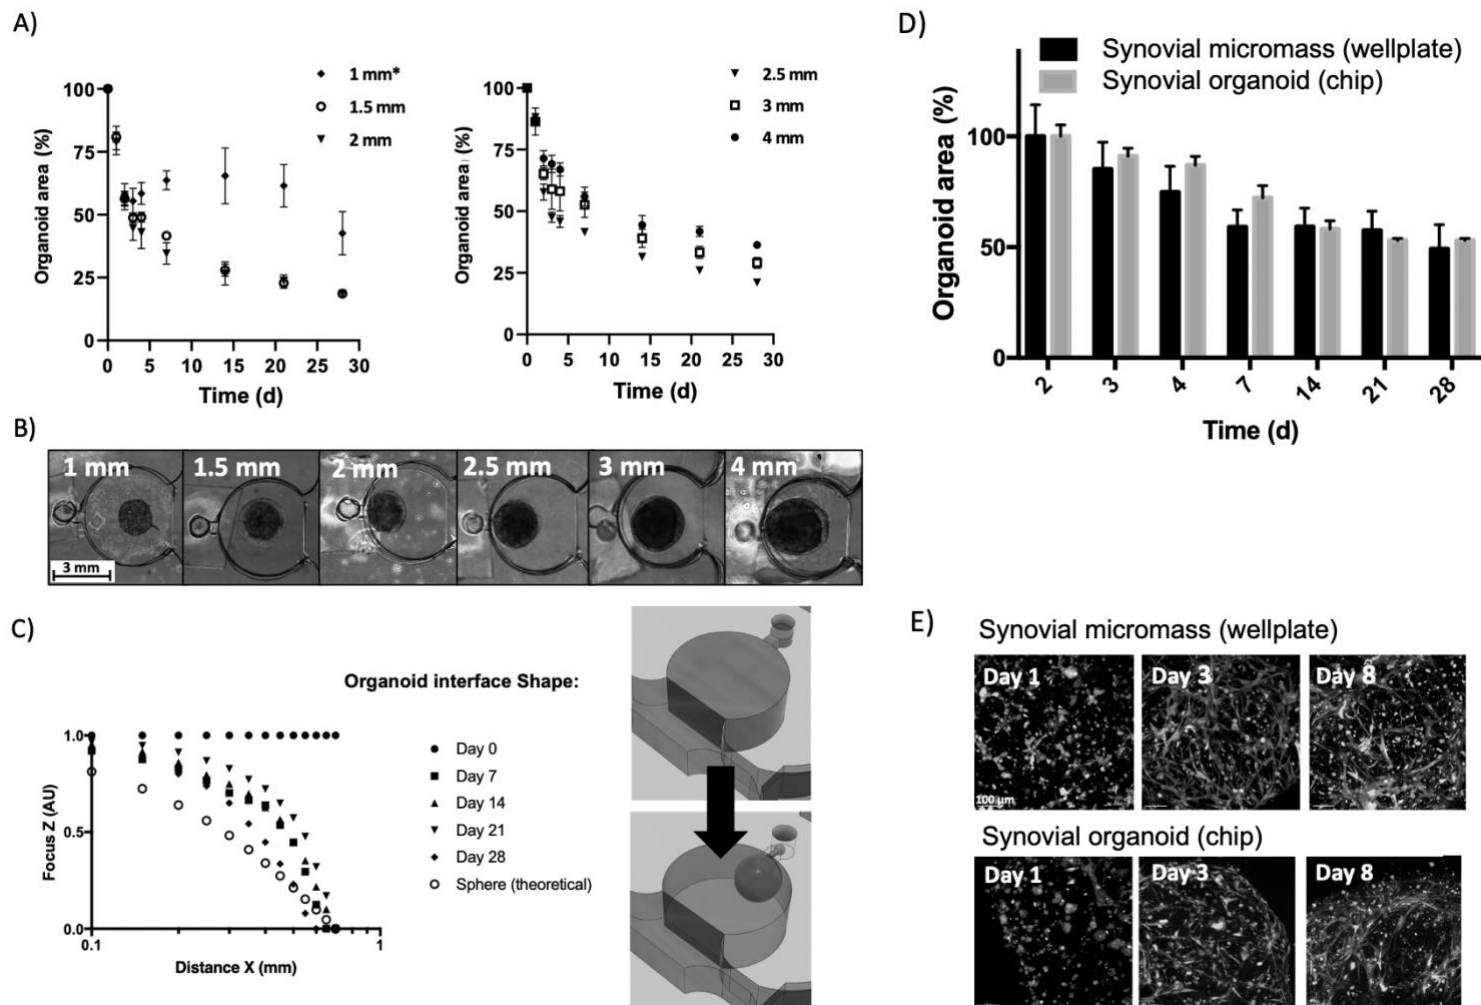 A)
1 mm*
1.5 mm
2 mm
100
75
50
25
0
Organoid area (%)
0 5 10 15 20 25 30
Time (d)
2.5 mm
3 mm
4 mm
100
75
50
25
0
Organoid area (%)
0 5 10 15 20 25 30
Time (d)
B)
1 mm 1.5 mm 2 mm 2.5 mm 3 mm 4 mm
3 mm
C)
Organoid interface Shape:
1.0
0.5
0.0
Focus Z (AU)
0.1 1
Distance X (mm)
Day 0
Day 7
Day 14
Day 21
Day 28
Sphere (theoretical)
D)
Synovial micromass (wellplate)
Synovial organoid (chip)
100
50
0
Organoid area (%)
2 3 4 7 14 21 28
Time (d)
E)
Synovial micromass (wellplate)
Day 1 Day 3 Day 8
100 µm
Synovial organoid (chip)
Day 1 Day 3 Day 8